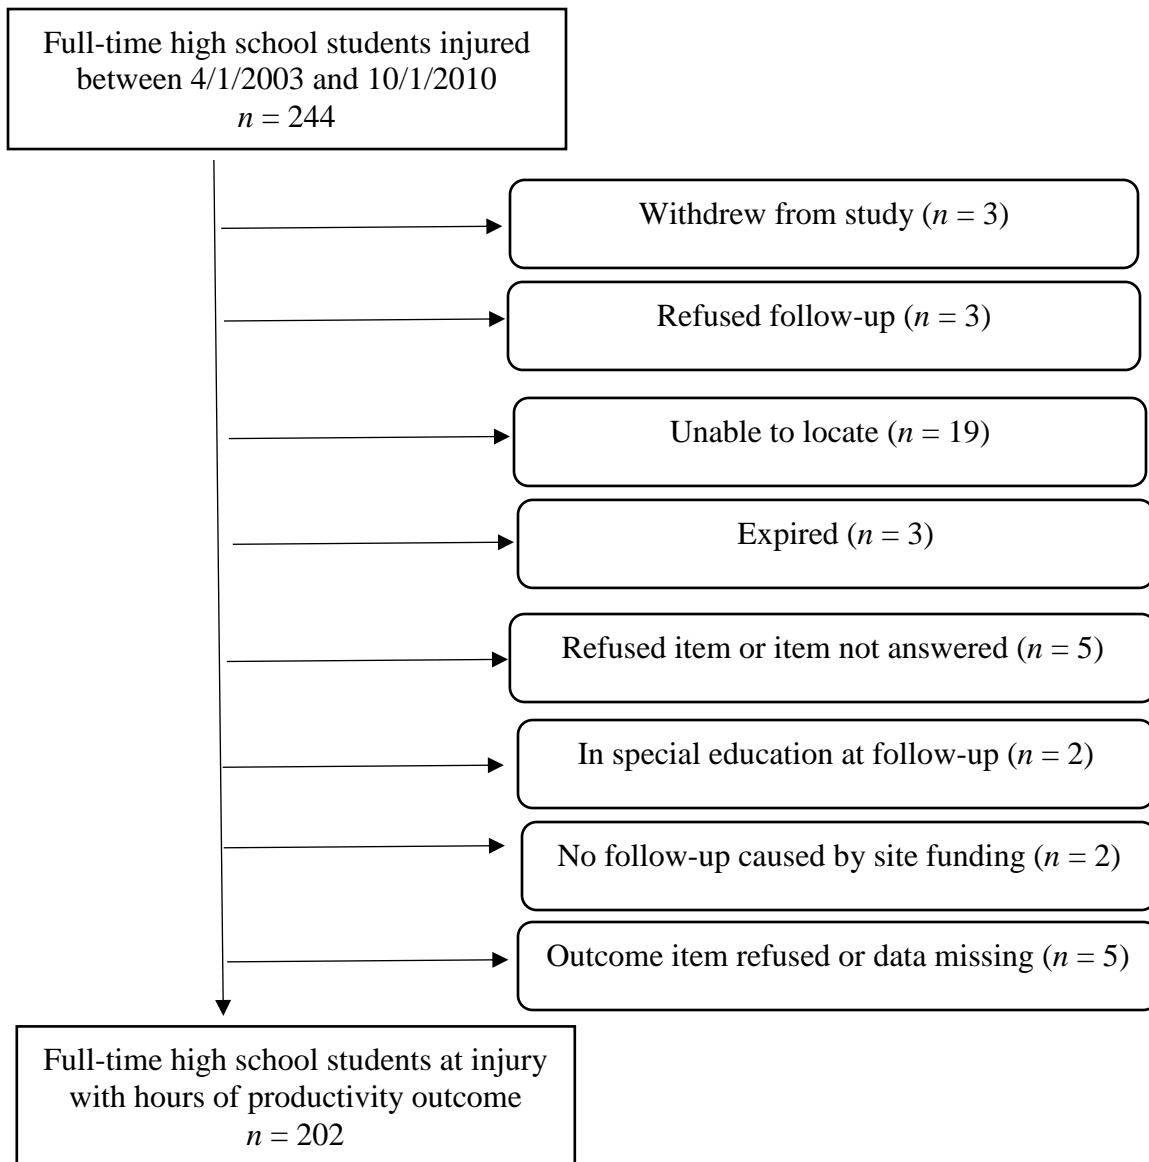 Full-time high school students injured
between 4/1/2003 and 10/1/2010
n = 244
Withdrew from study (n = 3)
Refused follow-up (n = 3)
Unable to locate (n = 19)
Expired (n = 3)
Refused item or item not answered (n = 5)
In special education at follow-up (n = 2)
No follow-up caused by site funding (n = 2)
Outcome item refused or data missing (n = 5)
Full-time high school students at injury
with hours of productivity outcome
n = 202